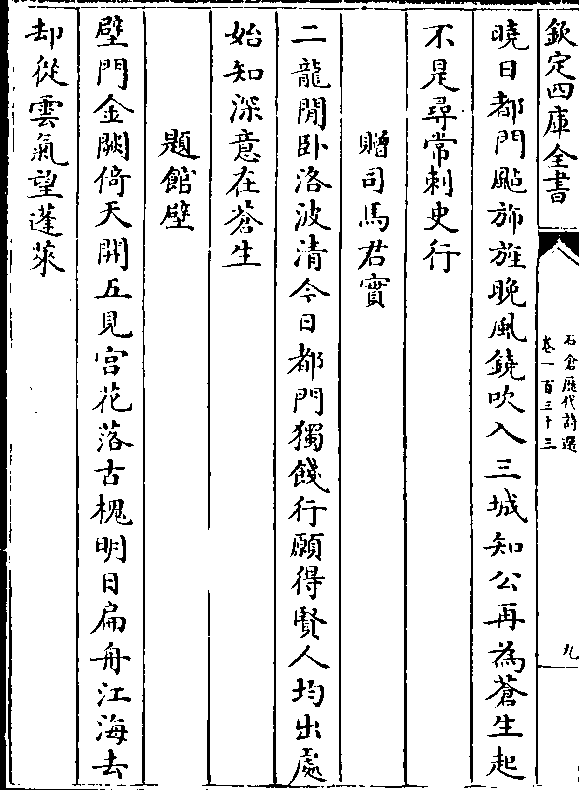 欽定四庫全書
石倉歷代詩選
卷一百三十三
九
曉日都門颭旆旌晚風鐃吹入三城知公再為蒼生起
不是尋常刺史行
贈司馬君實
二龍閒臥洛波清今日都門獨餞行願得賢人均出處
始知深意在蒼生
題館壁
壁門金闕倚天開五見宮花落古槐明日扁舟江海去
却從雲氣望蓬萊